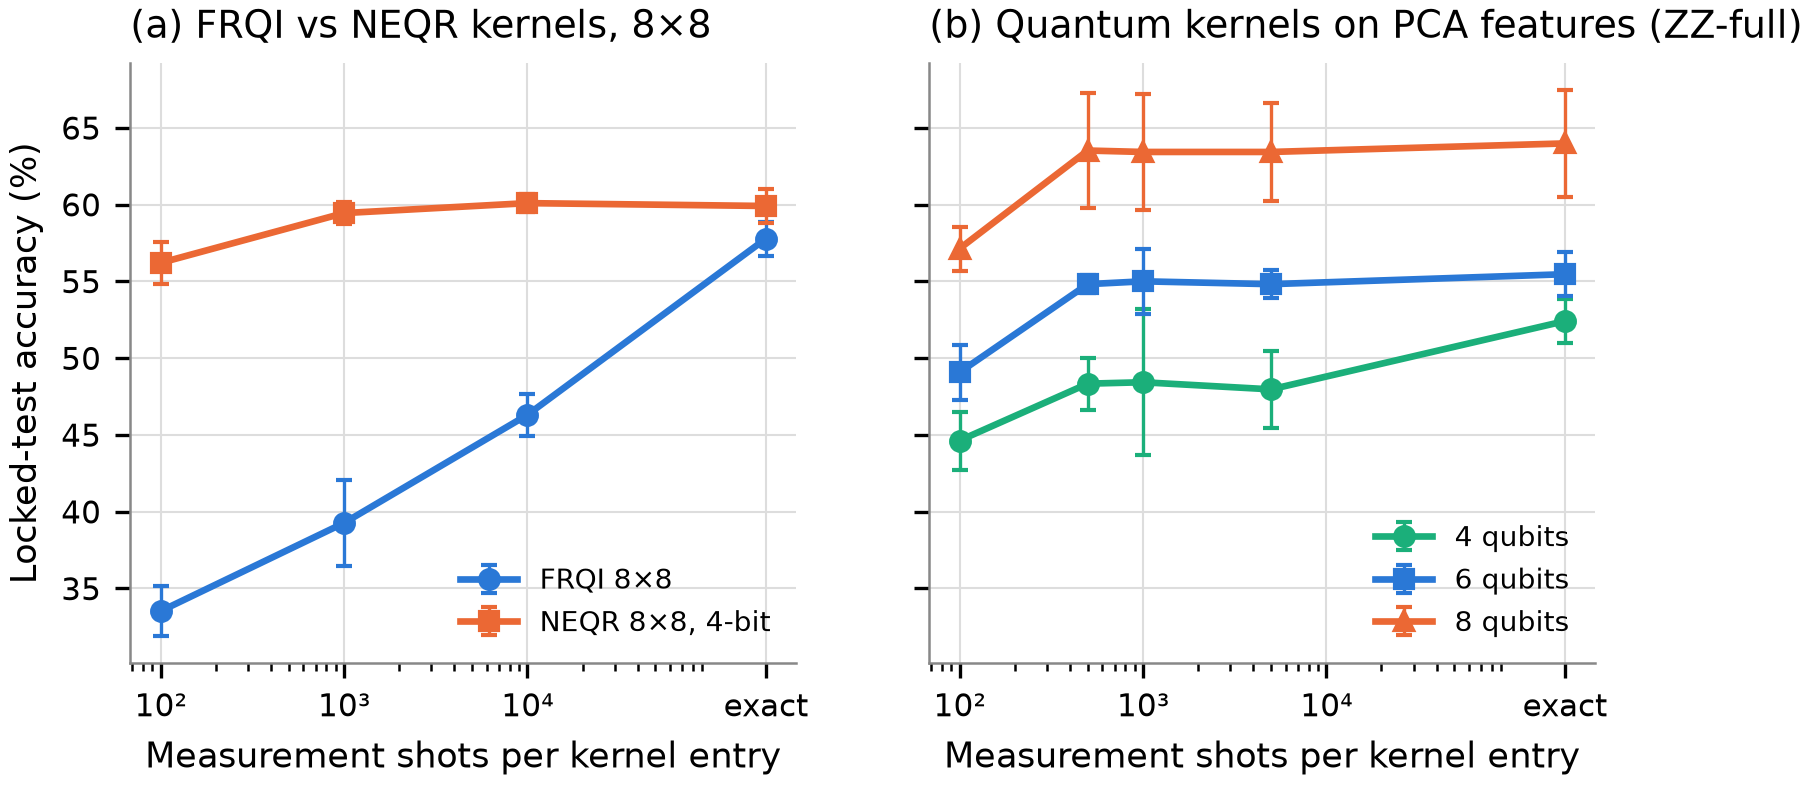 (a) FRQI vs NEQR kernels, 8×8
Locked-test accuracy (%)
65
60
55
50
45
40
35
FRQI 8×8
NEQR 8×8, 4-bit
10² 10³ 10⁴ exact
Measurement shots per kernel entry
(b) Quantum kernels on PCA features (ZZ-full)
4 qubits
6 qubits
8 qubits
10² 10³ 10⁴ exact
Measurement shots per kernel entry